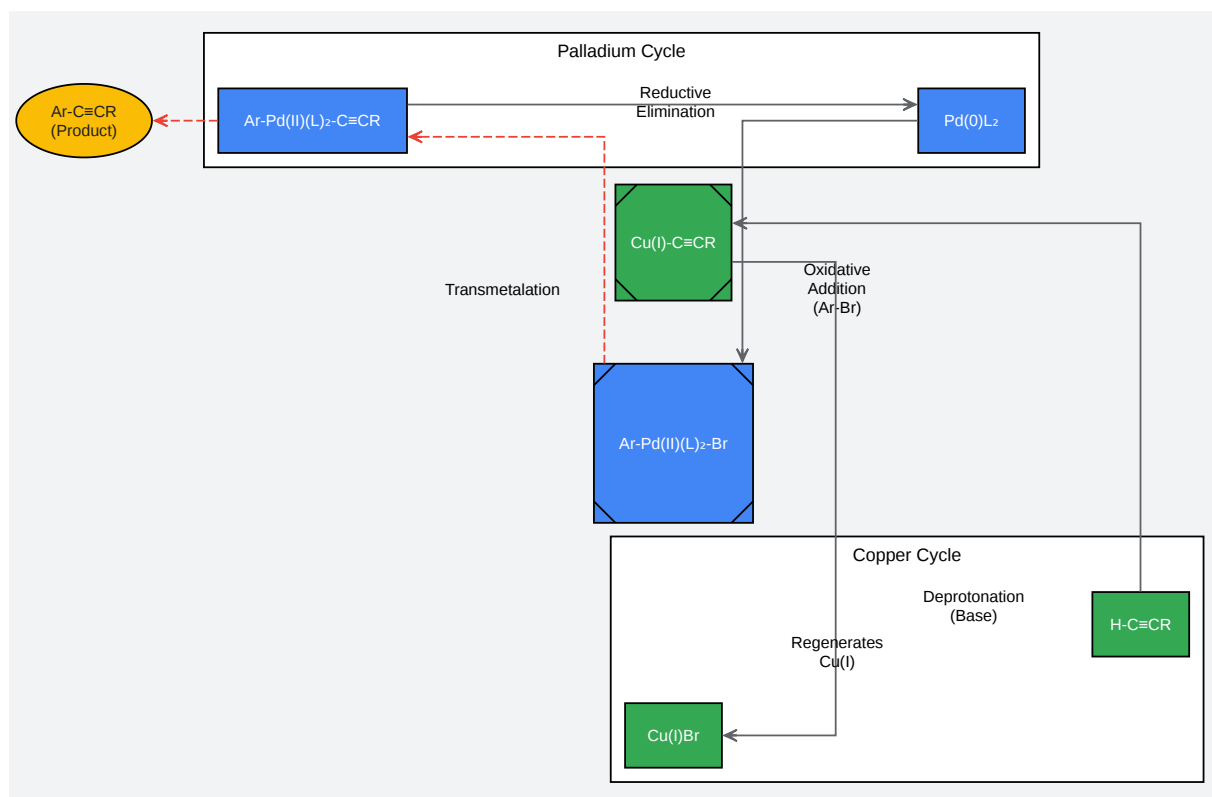 Palladium Cycle
Reductive
Elimination
Ar-C≡CR
(Product)
Ar-Pd(II)(L)₂-C≡CR
Pd(0)L₂
Cu(I)-C≡CR
Oxidative
Addition
(Ar-Br)
Transmetalation
Ar-Pd(II)(L)₂-Br
Copper Cycle
Deprotonation
(Base)
H-C≡CR
Regenerates
Cu(I)
Cu(I)Br